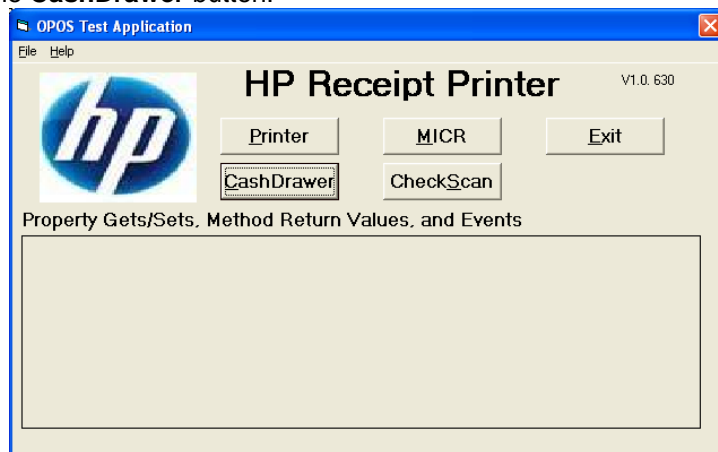 CashDrawer button.
OPOS Test Application
File Help
hp
HP Receipt Printer V1.0. 630
Printer MICR Exit
CashDrawer CheckScan
Property Gets/Sets, Method Return Values, and Events